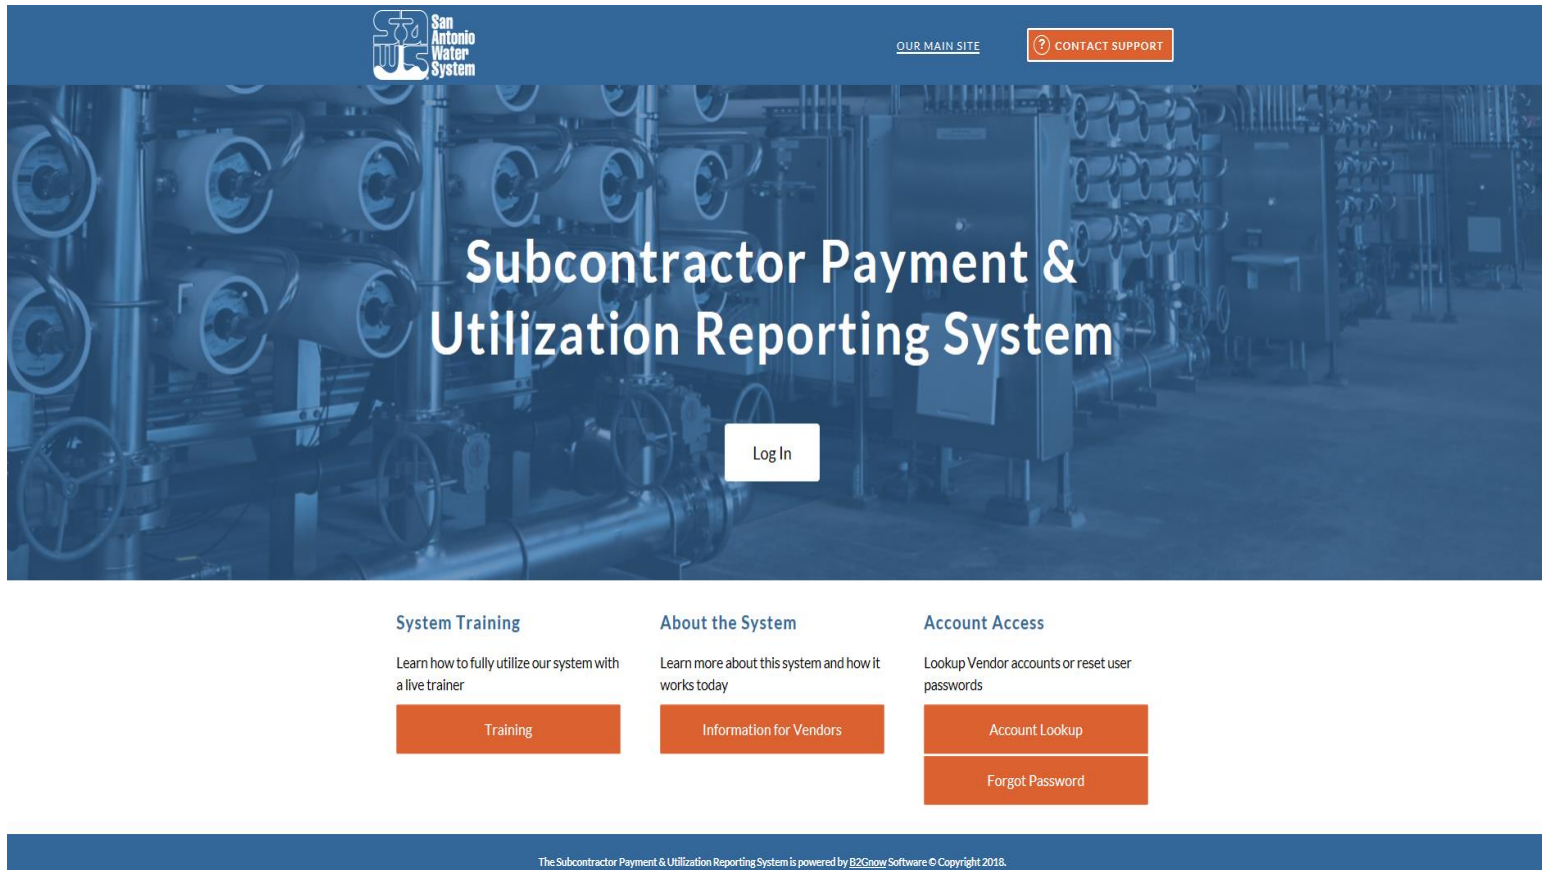 San
Antonio
Water
System
OUR MAIN SITE
? CONTACT SUPPORT
Subcontractor Payment &
Utilization Reporting System
Log In
System Training
Learn how to fully utilize our system with
a live trainer
Training
About the System
Learn more about this system and how it
works today
Information for Vendors
Account Access
Lookup Vendor accounts or reset user
passwords
Account Lookup
Forgot Password
The Subcontractor Payment & Utilization Reporting System is powered by B2Gnow Software © Copyright 2018.